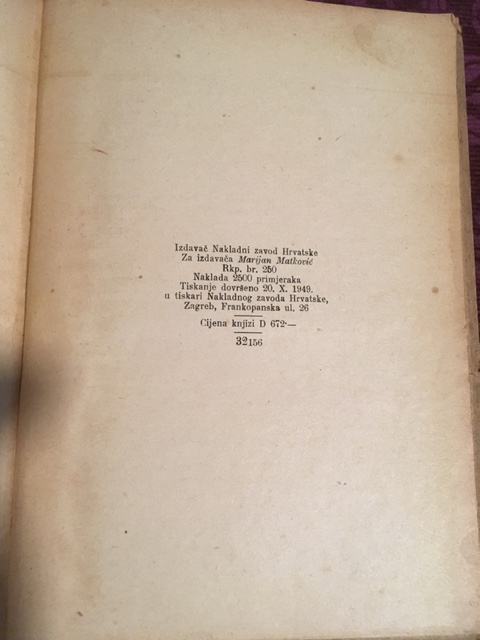 Izdavač Nakladni zavod Hrvatske
Za izdavača Marijan Matković
Rkp. br. 250
Naklada 2500 primjeraka
Tiskanje dovršeno 20. X. 1949.
u tiskari Nakladnog zavoda Hrvatske,
Zagreb, Frankopanska ul. 26
Cijena knjizi D 672·—
32156